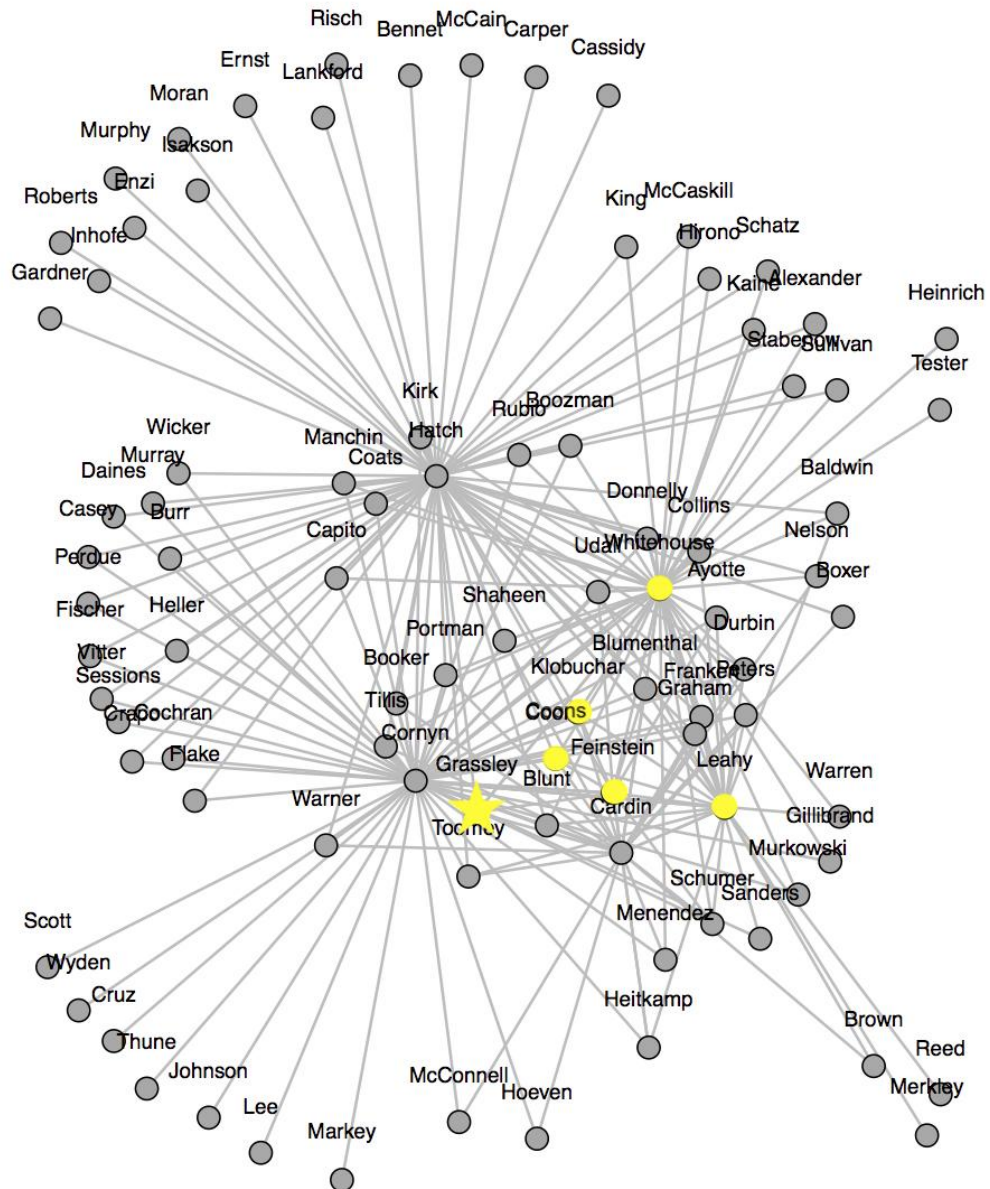 Risch
Bennet
McCain
Carper
Cassidy
Ernst
Lankford
Moran
Murphy
Isakson
Enzi
Roberts
Inhofe
Gardner
King
McCaskill
Hirono
Schatz
Kaine
Alexander
Heinrich
Stabenow
Sullivan
Tester
Kirk
Rubio
Boozman
Hatch
Manchin
Coats
Wicker
Murray
Daines
Casey
Burr
Capito
Baldwin
Donnelly
Collins
Nelson
Udall
Whitehouse
Ayotte
Boxer
Perdue
Fischer
Heller
Shaheen
Durbin
Portman
Blumenthal
Vitter
Booker
Klobuchar
Franken
Peters
Sessions
Graham
Tillis
Crapo
Cochran
Coons
Cornyn
Feinstein
Flake
Grassley
Leahy
Blunt
Warren
Warner
Cardin
Gillibrand
Toomey
Murkowski
Schumer
Sanders
Menendez
Scott
Wyden
Cruz
Heitkamp
Thune
Brown
Johnson
McConnell
Hoeven
Reed
Merkley
Lee
Markey